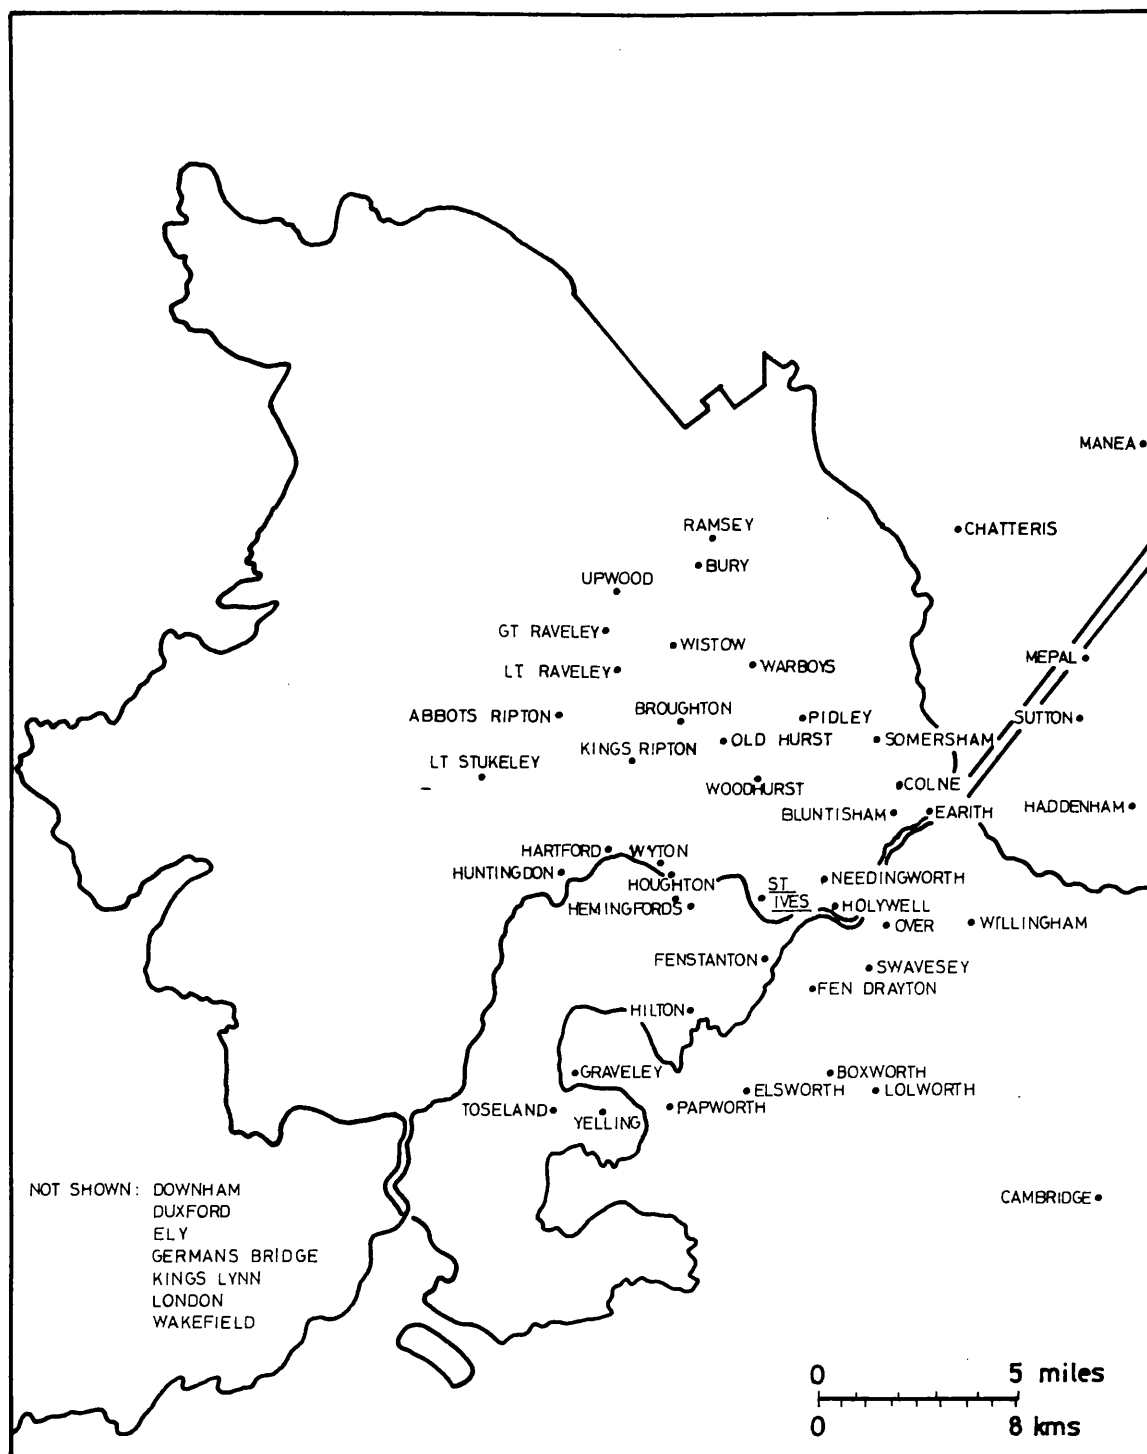 MANEA
CHATTERIS
RAMSEY
BURY
UPWOOD
GT RAVELEY
WISTOW
MEPAL
LT RAVELEY
WARBOYS
ABBOTS RIPTON
BROUGHTON
PIDLEY
SUTTON
OLD HURST
SOMERSHAM
KINGS RIPTON
LT STUKELEY
WOODHURST
COLNE
BLUNTISHAM
EARITH
HADDENHAM
HARTFORD
WYTON
HUNTINGDON
HOUGHTON
ST
IVES
NEEDINGWORTH
HEMINGFORDS
HOLYWELL
OVER
WILLINGHAM
FENSTANTON
SWAVESEY
FEN DRAYTON
HILTON
GRAVELEY
BOXWORTH
ELSWORTH
LOLWORTH
TOSELAND
YELLING
PAPWORTH
CAMBRIDGE
NOT SHOWN: DOWNHAM
DUXFORD
ELY
GERMANS BRIDGE
KINGS LYNN
LONDON
WAKEFIELD
0 5 miles
0 8 kms